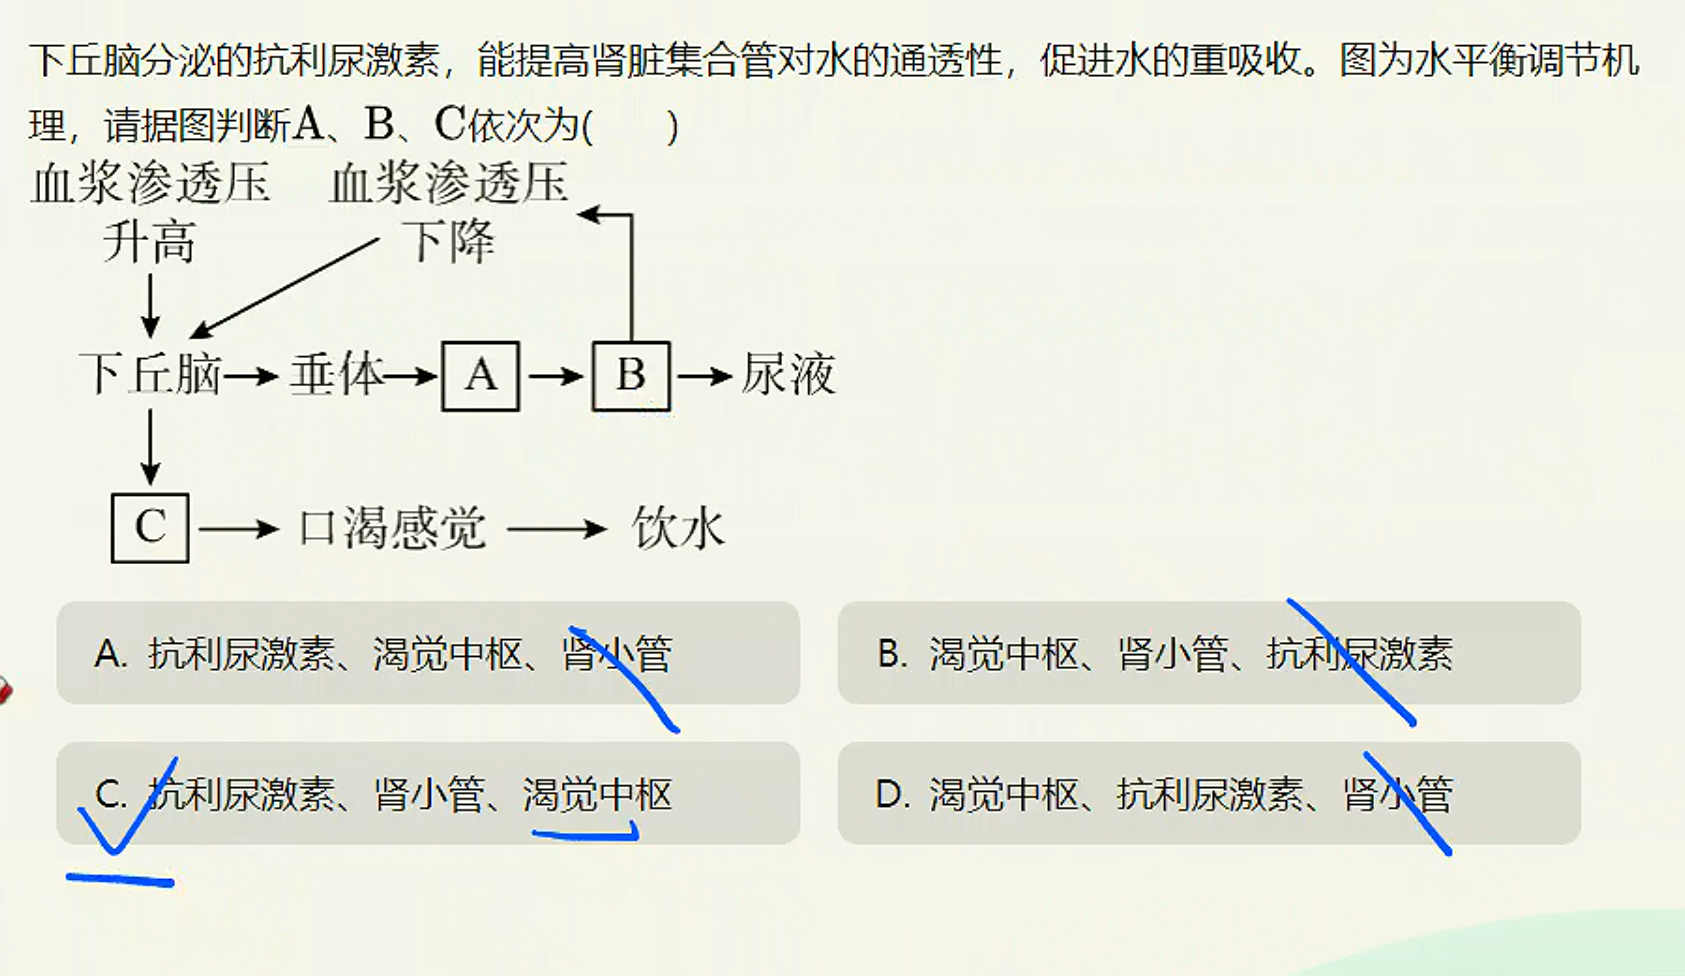 下丘脑分泌的抗利尿激素，能提高肾脏集合管对水的通透性，促进水的重吸收。图为水平衡调节机
理，请据图判断A、B、C依次为(　　)
血浆渗透压 血浆渗透压
升高 下降
下丘脑 垂体 A B 尿液
C 口渴感觉 饮水
A. 抗利尿激素、渴觉中枢、肾小管
B. 渴觉中枢、肾小管、抗利尿激素
C. 抗利尿激素、肾小管、渴觉中枢
D. 渴觉中枢、抗利尿激素、肾小管